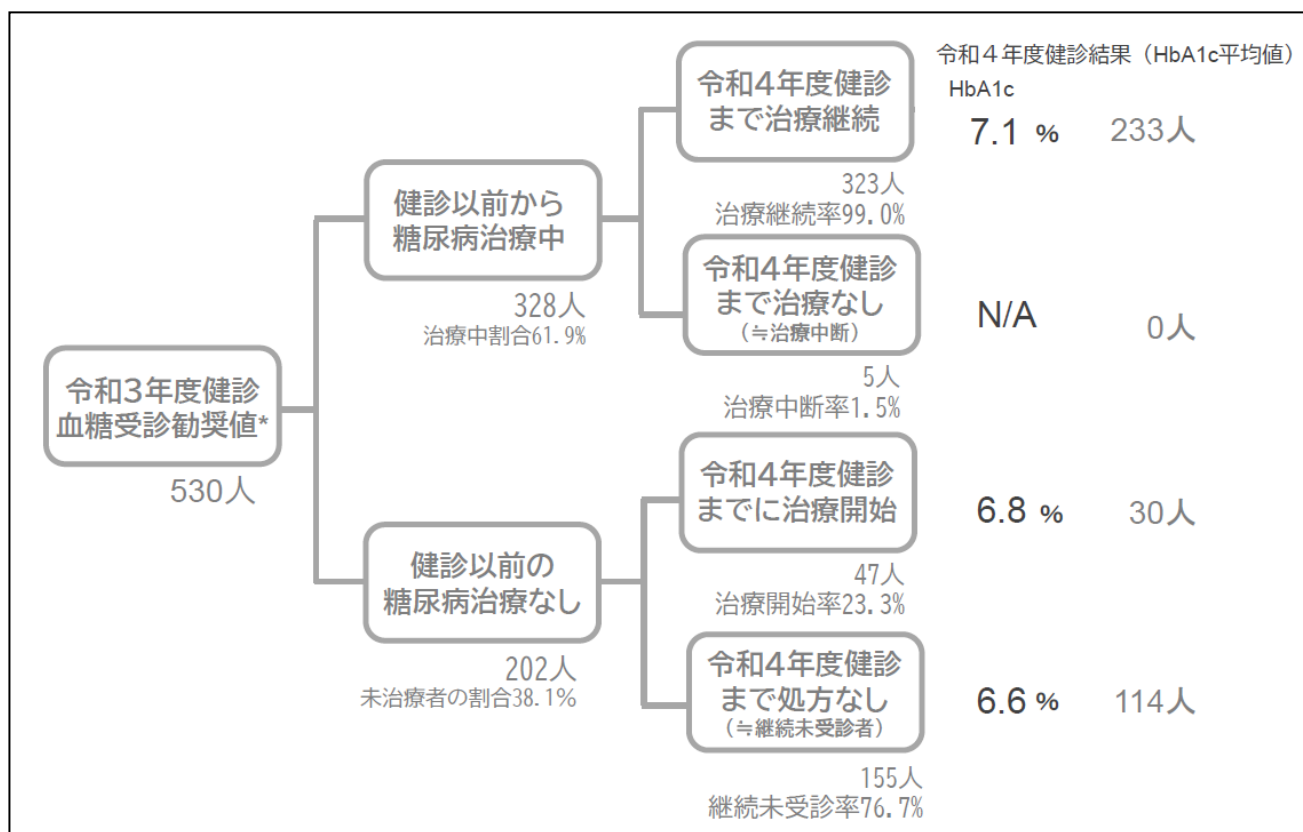 令和４年度健診結果（HbA1c平均値）
HbA1c
令和４年度健診
まで治療継続
7.1 % 233人
323人
治療継続率99.0%
健診以前から
糖尿病治療中
328人
治療中割合61.9%
令和４年度健診
まで治療なし
（≒治療中断）
N/A 0人
5人
治療中断率1.5%
令和３年度健診
血糖受診勧奨値*
530人
令和４年度健診
までに治療開始
6.8 % 30人
47人
治療開始率23.3%
健診以前の
糖尿病治療なし
202人
未治療者の割合38.1%
令和４年度健診
まで処方なし
（≒継続未受診者）
6.6 % 114人
155人
継続未受診率76.7%